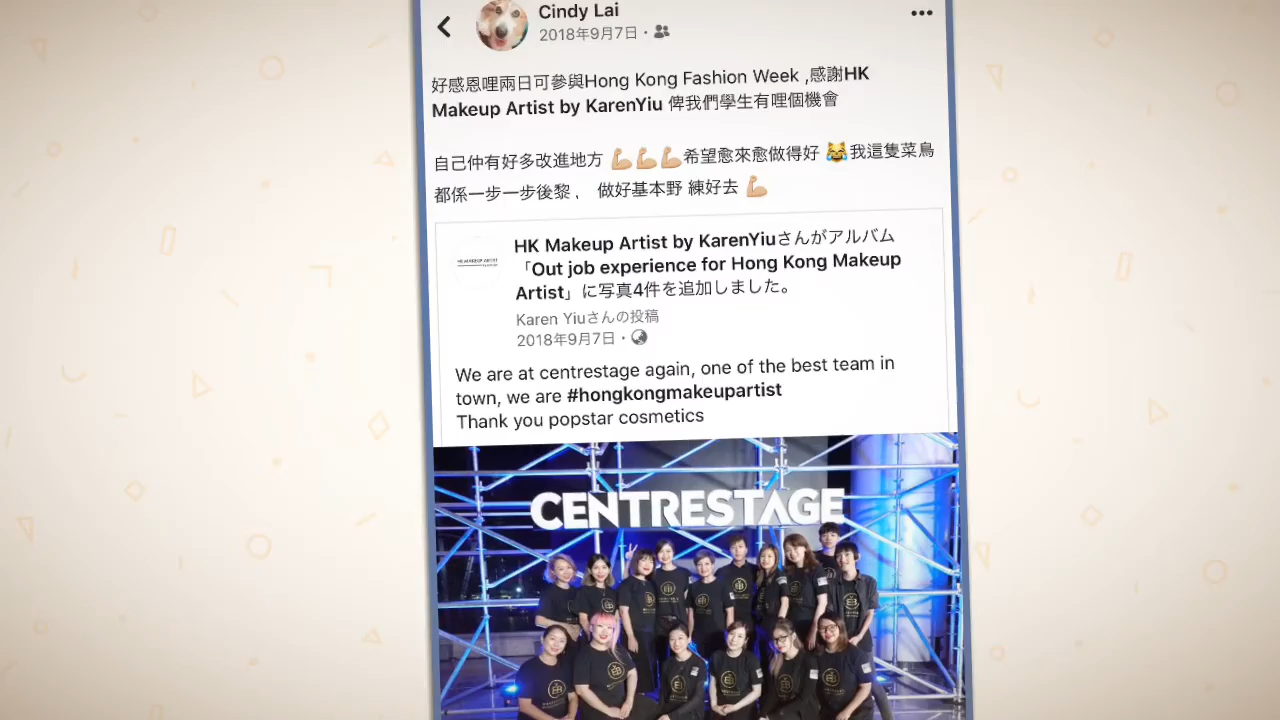 Cindy Lai
2018年9月7日 ·
好感恩哩兩日可參與Hong Kong Fashion Week ,感謝HK
Makeup Artist by KarenYiu 俾我們學生有哩個機會
自己仲有好多改進地方 💪🏼💪🏼💪🏼希望愈來愈做得好 😹我這隻菜鳥
都係一步一步後黎， 做好基本野 練好去 💪🏼
HK MAKEUP ARTIST
HK Makeup Artist by KarenYiuさんがアルバム
「Out job experience for Hong Kong Makeup
Artist」に写真4件を追加しました。
Karen Yiuさんの投稿
2018年9月7日 ·
We are at centrestage again, one of the best team in
town, we are #hongkongmakeupartist
Thank you popstar cosmetics
CENTRESTAGE